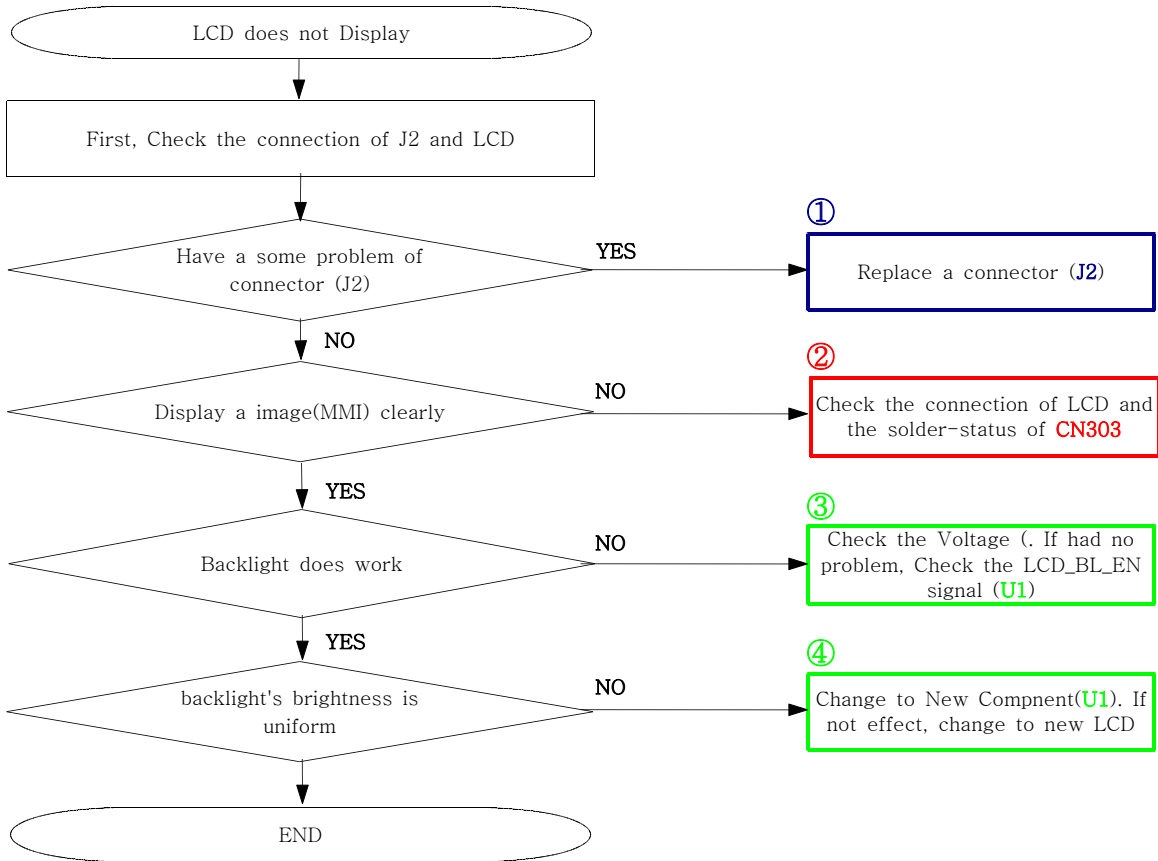 LCD does not Display
First, Check the connection of J2 and LCD
Have a some problem of
connector (J2)
YES
①
Replace a connector (J2)
NO
Display a image(MMI) clearly
NO
②
Check the connection of LCD and
the solder-status of CN303
YES
Backlight does work
NO
③
Check the Voltage (. If had no
problem, Check the LCD_BL_EN
signal (U1)
YES
backlight's brightness is
uniform
NO
④
Change to New Compnent(U1). If
not effect, change to new LCD
END